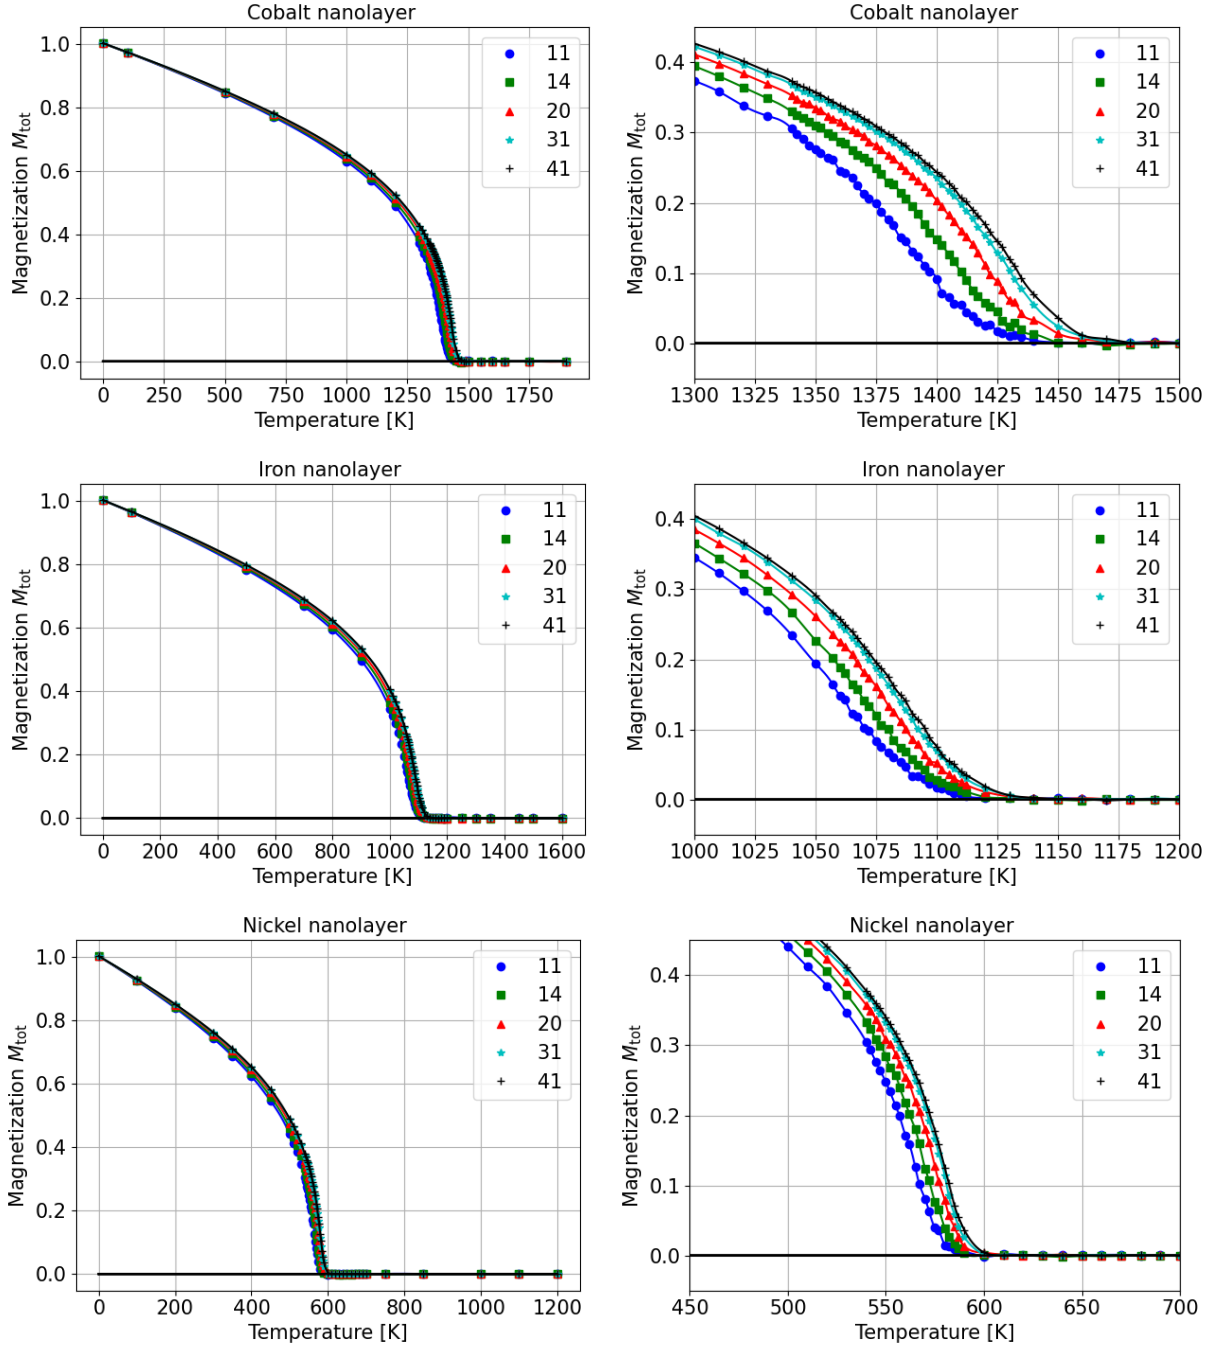 Cobalt nanolayer
1.0
0.8
0.6
0.4
0.2
0.0
Magnetization M_tot
11
14
20
31
41
0 250 500 750 1000 1250 1500 1750
Temperature [K]
Cobalt nanolayer
0.4
0.3
0.2
0.1
0.0
Magnetization M_tot
11
14
20
31
41
1300 1325 1350 1375 1400 1425 1450 1475 1500
Temperature [K]
Iron nanolayer
1.0
0.8
0.6
0.4
0.2
0.0
Magnetization M_tot
11
14
20
31
41
0 200 400 600 800 1000 1200 1400 1600
Temperature [K]
Iron nanolayer
0.4
0.3
0.2
0.1
0.0
Magnetization M_tot
11
14
20
31
41
1000 1025 1050 1075 1100 1125 1150 1175 1200
Temperature [K]
Nickel nanolayer
1.0
0.8
0.6
0.4
0.2
0.0
Magnetization M_tot
11
14
20
31
41
0 200 400 600 800 1000 1200
Temperature [K]
Nickel nanolayer
0.4
0.3
0.2
0.1
0.0
Magnetization M_tot
11
14
20
31
41
450 500 550 600 650 700
Temperature [K]